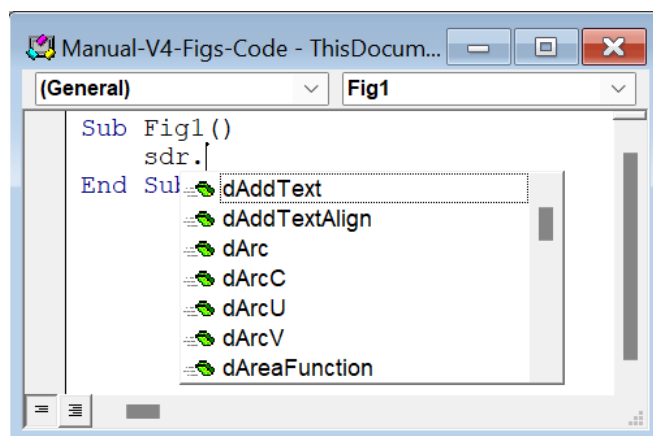 Manual-V4-Figs-Code - ThisDocum...
(General) Fig1
Sub Fig1()
sdr.
End Sub
dAddText
dAddTextAlign
dArc
dArcC
dArcU
dArcV
dAreaFunction